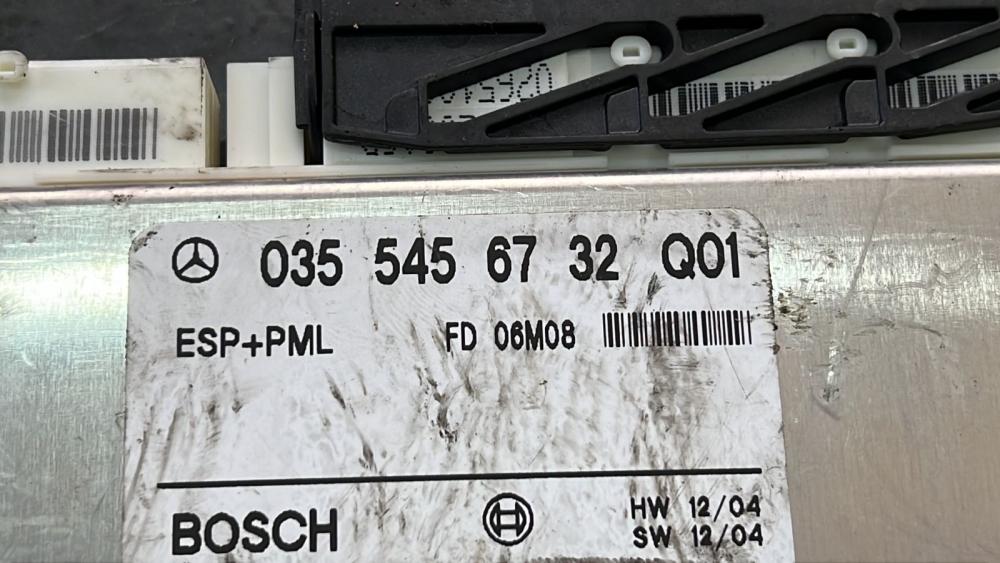 035 545 67 32 Q01
ESP+PML FD 06M08
BOSCH HW 12/04
SW 12/04